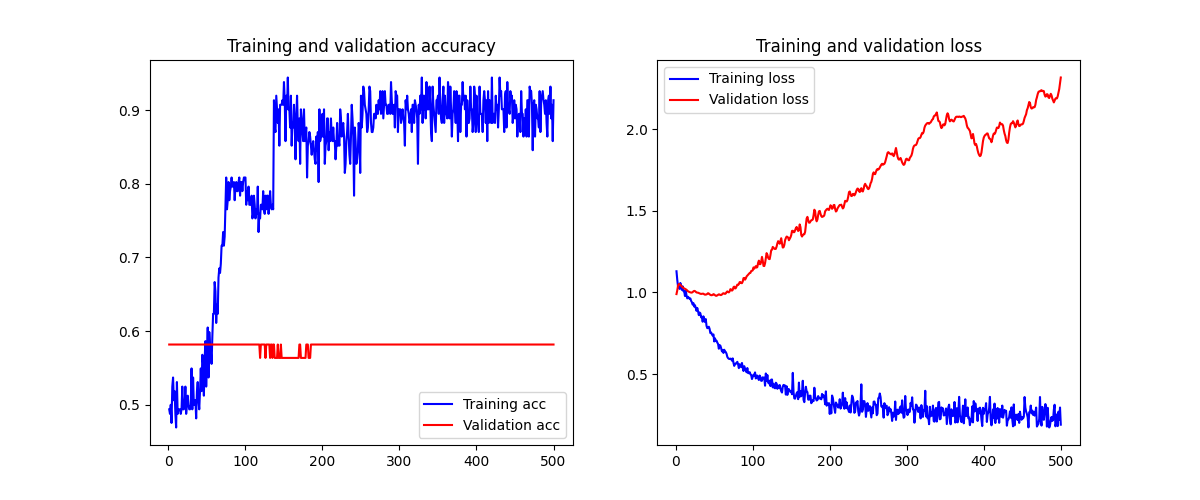 Training and validation accuracy
0.9
0.8
0.7
0.6
0.5
0 100 200 300 400 500
Training acc
Validation acc
Training and validation loss
2.0
1.5
1.0
0.5
0 100 200 300 400 500
Training loss
Validation loss